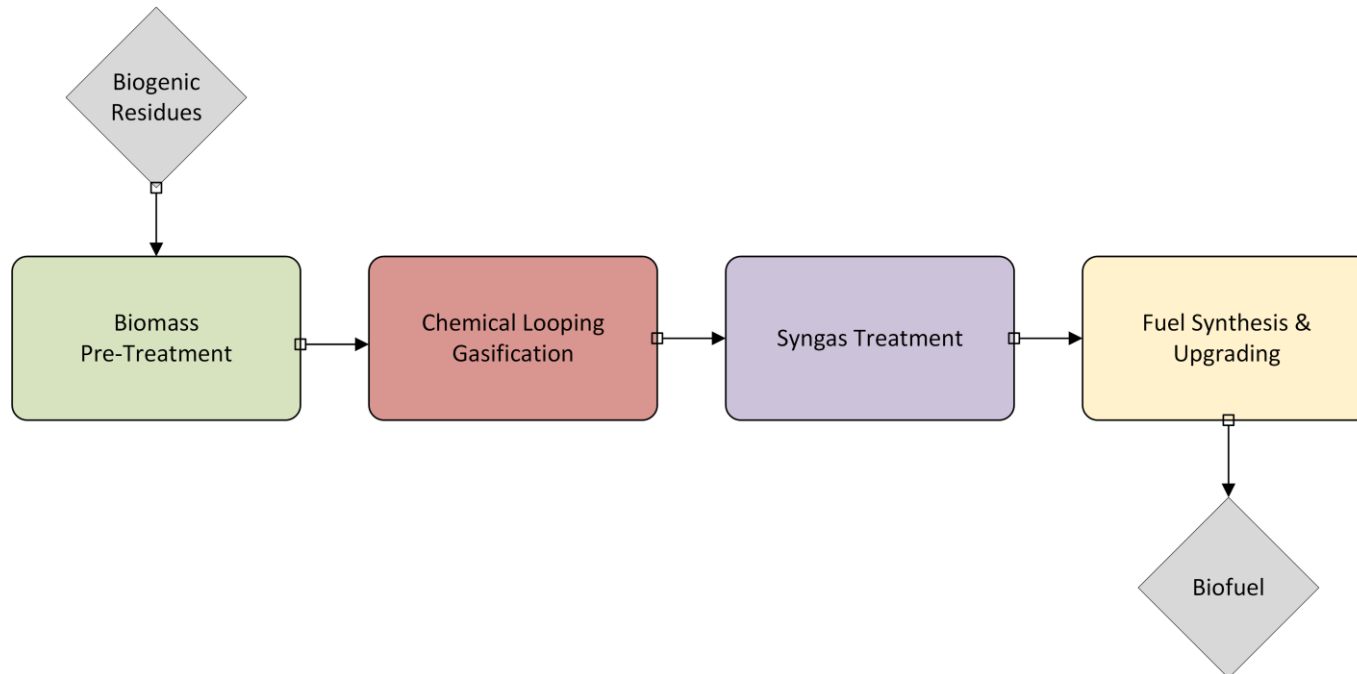 Biogenic
Residues
Biomass
Pre-Treatment
Chemical Looping
Gasification
Syngas Treatment
Fuel Synthesis &
Upgrading
Biofuel